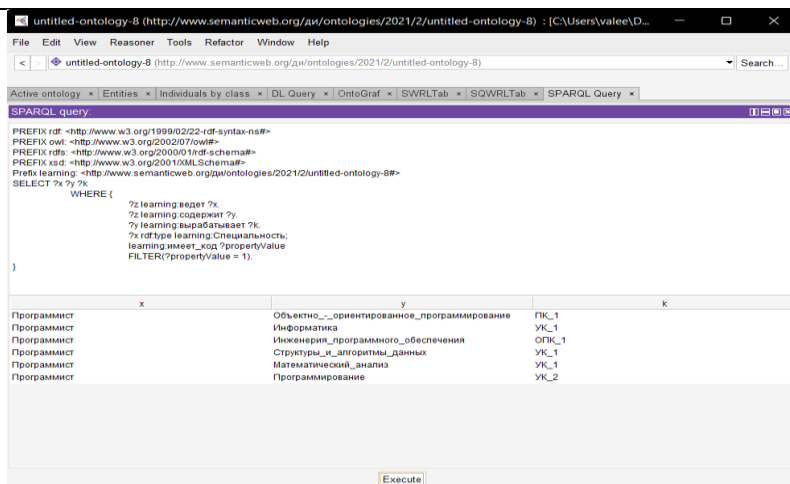 untitled-ontology-8 (http://www.semanticweb.org/ди/ontologies/2021/2/untitled-ontology-8) : [C:\Users\valee\D...
File Edit View Reasoner Tools Refactor Window Help
< > untitled-ontology-8 (http://www.semanticweb.org/ди/ontologies/2021/2/untitled-ontology-8) Search...
Active ontology × Entities × Individuals by class × DL Query × OntoGraf × SWRLTab × SQWRLTab × SPARQL Query ×
SPARQL query:
PREFIX rdf: <http://www.w3.org/1999/02/22-rdf-syntax-ns#>
PREFIX owl: <http://www.w3.org/2002/07/owl#>
PREFIX rdfs: <http://www.w3.org/2000/01/rdf-schema#>
PREFIX xsd: <http://www.w3.org/2001/XMLSchema#>
Prefix learning: <http://www.semanticweb.org/ди/ontologies/2021/2/untitled-ontology-8#>
SELECT ?x ?y ?k
WHERE {
?z learning:ведет ?x.
?z learning:содержит ?y.
?y learning:вырабатывает ?k.
?x rdf:type learning:Специальность;
learning:имеет_код ?propertyValue
FILTER(?propertyValue = 1).
}
x y k
Программист Объектно_-_ориентированное_программирование ПК_1
Программист Информатика УК_1
Программист Инженерия_программного_обеспечения ОПК_1
Программист Структуры_и_алгоритмы_данных УК_1
Программист Математический_анализ УК_1
Программист Программирование УК_2
Execute